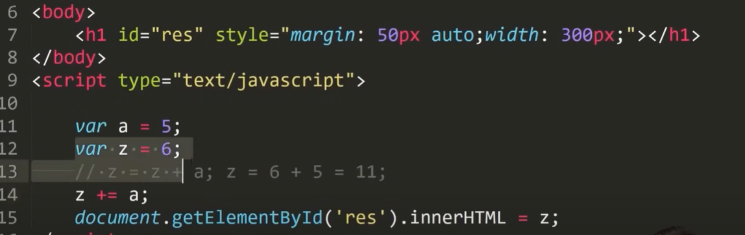 6 <body>
7 <h1 id="res" style="margin: 50px auto;width: 300px;"></h1>
8 </body>
9 <script type="text/javascript">
10
11 var a = 5;
12 var z = 6;
13 // z = z + a; z = 6 + 5 = 11;
14 z += a;
15 document.getElementById('res').innerHTML = z;